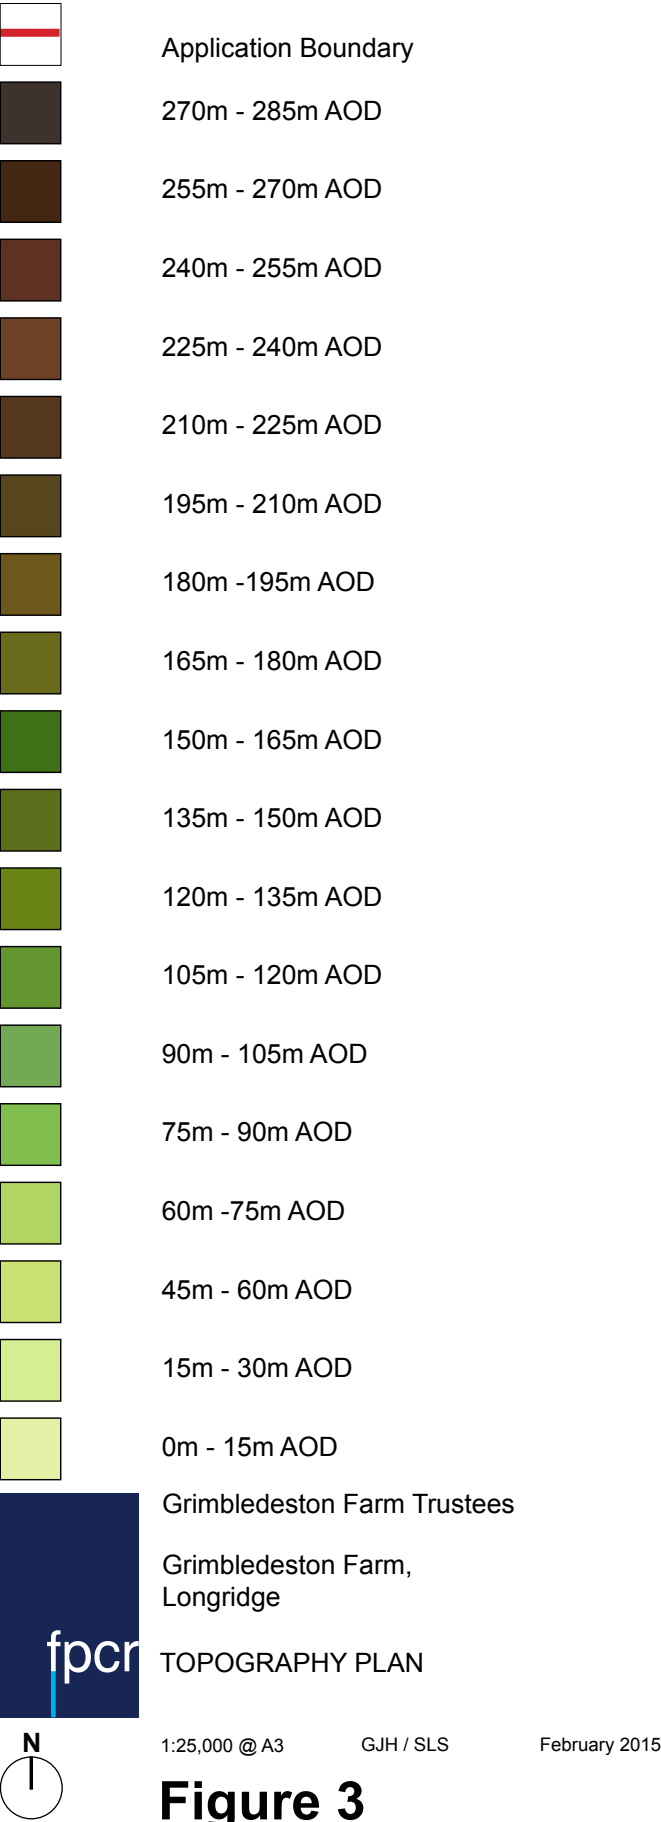 Application Boundary
270m - 285m AOD
255m - 270m AOD
240m - 255m AOD
225m - 240m AOD
210m - 225m AOD
195m - 210m AOD
180m -195m AOD
165m - 180m AOD
150m - 165m AOD
135m - 150m AOD
120m - 135m AOD
105m - 120m AOD
90m - 105m AOD
75m - 90m AOD
60m -75m AOD
45m - 60m AOD
15m - 30m AOD
0m - 15m AOD
Grimbledeston Farm Trustees
Grimbledeston Farm,
Longridge
fpcr
TOPOGRAPHY PLAN
N
1:25,000 @ A3 GJH / SLS February 2015
Figure 3